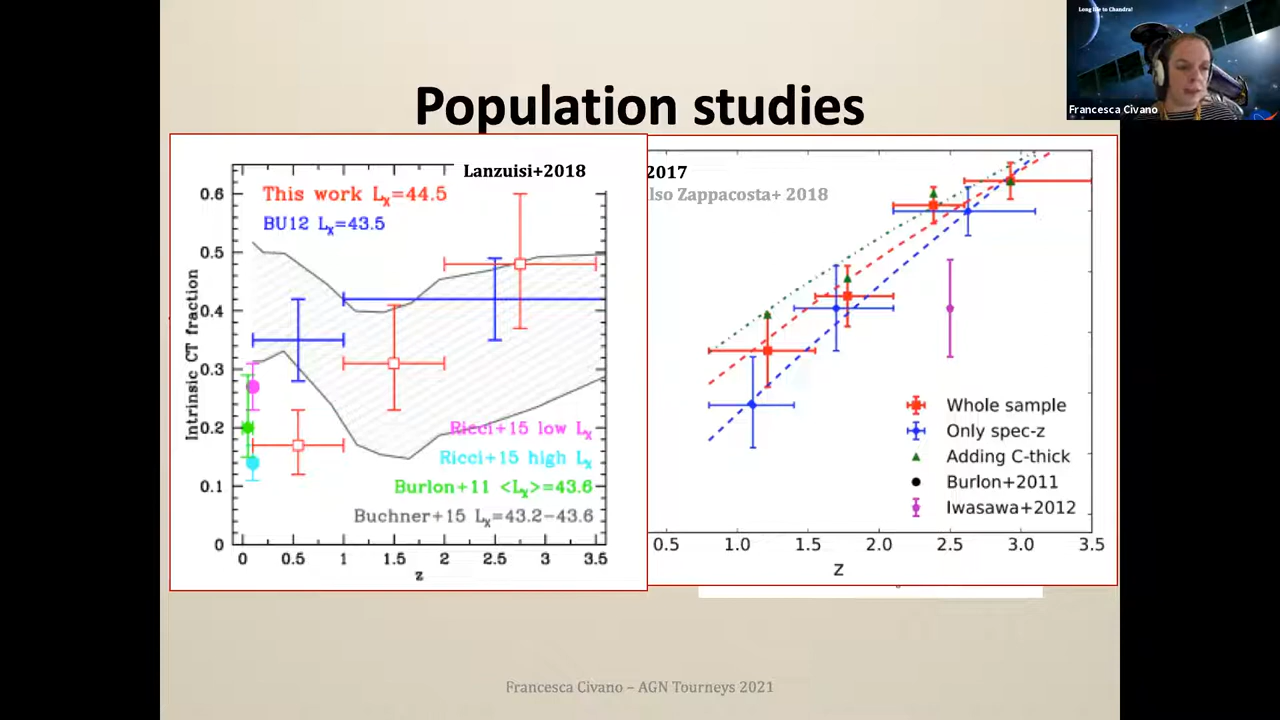 Long life to Chandra!
Francesca Civano
Population studies
Lanzuisi+2018
This work Lx=44.5
BU12 Lx=43.5
Intrinsic CT fraction
0.6
0.5
0.4
0.3
0.2
0.1
0
Ricci+15 low Lx
Ricci+15 high Lx
Burlon+11 <Lx>=43.6
Buchner+15 Lx=43.2-43.6
0 0.5 1 1.5 2 2.5 3 3.5
z
2017
lso Zappacosta+ 2018
Whole sample
Only spec-z
Adding C-thick
Burlon+2011
Iwasawa+2012
0.5 1.0 1.5 2.0 2.5 3.0 3.5
z
Francesca Civano – AGN Tourneys 2021